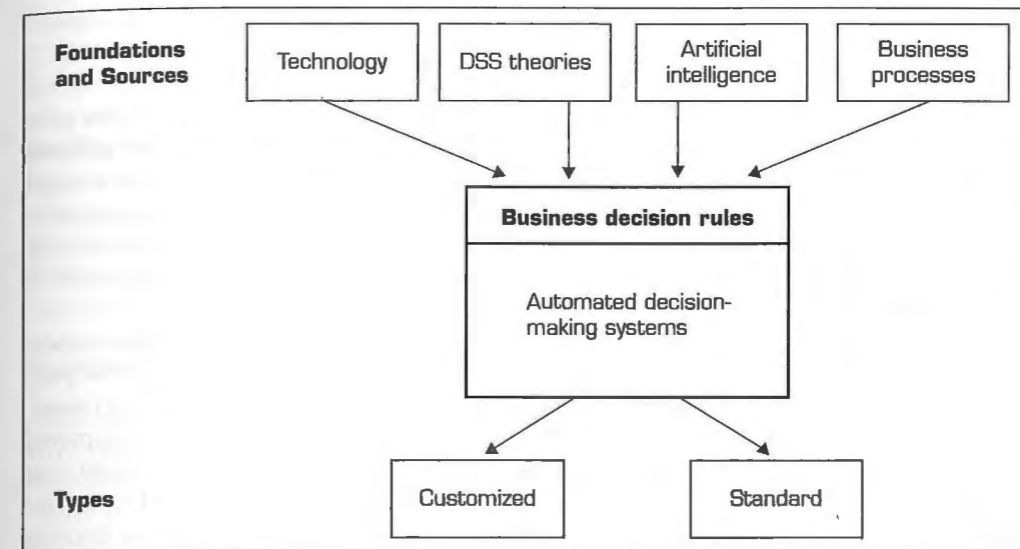 Foundations
and Sources
Technology
DSS theories
Artificial
intelligence
Business
processes
Business decision rules
Automated decision-
making systems
Types
Customized
Standard